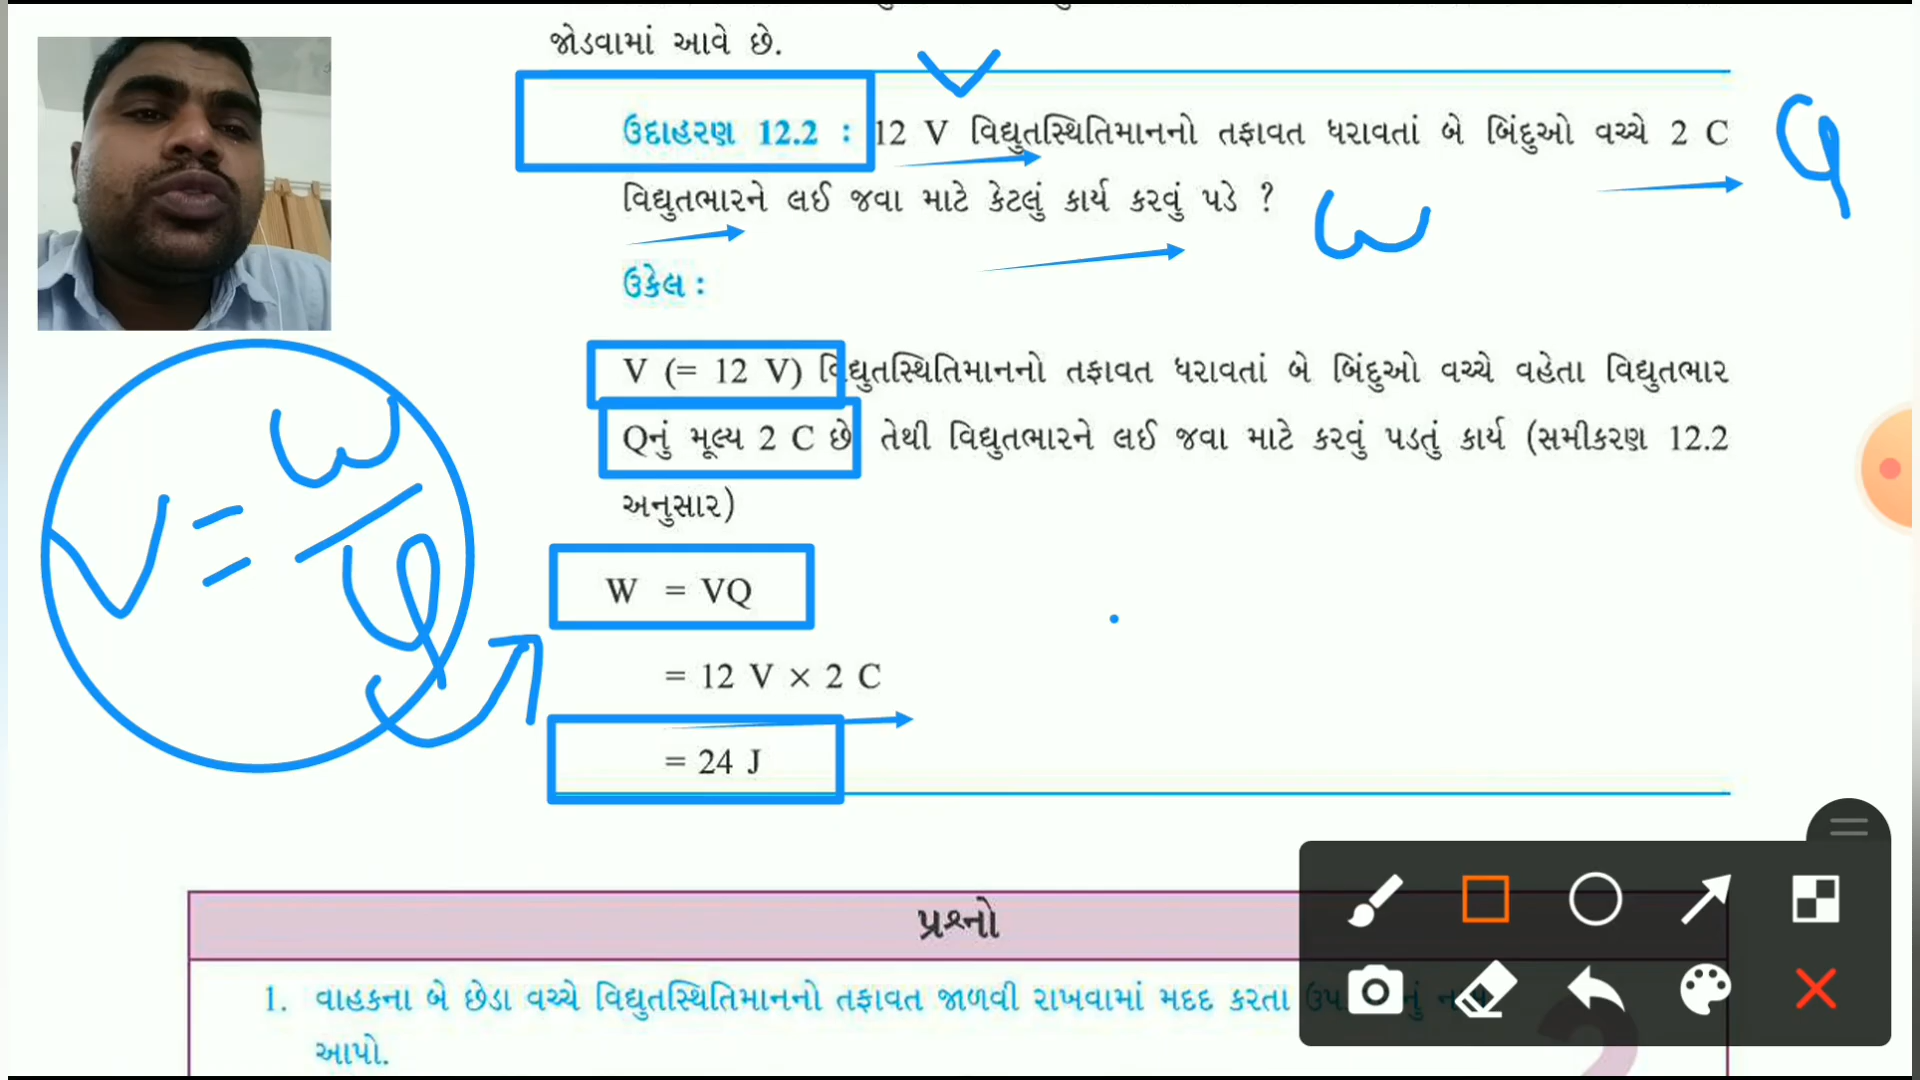 જોડવામાં આવે છે.
V
ઉદાહરણ 12.2 : 12 V વિદ્યુતસ્થિતિમાનનો તફાવત ધરાવતાં બે બિંદુઓ વચ્ચે 2 C
Q
વિદ્યુતભારને લઈ જવા માટે કેટલું કાર્ય કરવું પડે ?
W
ઉકેલ :
V (= 12 V) વિદ્યુતસ્થિતિમાનનો તફાવત ધરાવતાં બે બિંદુઓ વચ્ચે વહેતા વિદ્યુતભાર
Qનું મૂલ્ય 2 C છે તેથી વિદ્યુતભારને લઈ જવા માટે કરવું પડતું કાર્ય (સમીકરણ 12.2
અનુસાર)
V = W / Q
W = VQ
= 12 V × 2 C
= 24 J
પ્રશ્નો
1. વાહકના બે છેડા વચ્ચે વિદ્યુતસ્થિતિમાનનો તફાવત જાળવી રાખવામાં મદદ કરતા
આપો.